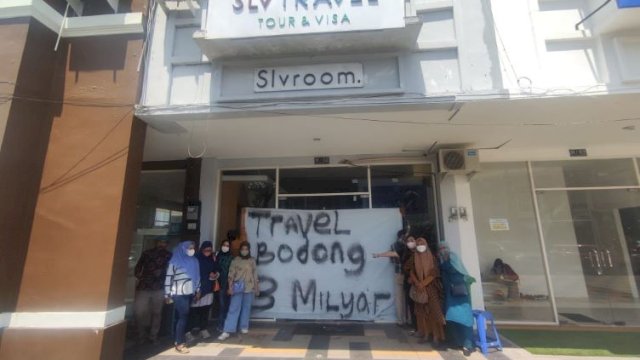 SLV TRAVEL
TOUR & VISA
Slvroom.
TRAVEL
BODONG
3 MILYAR